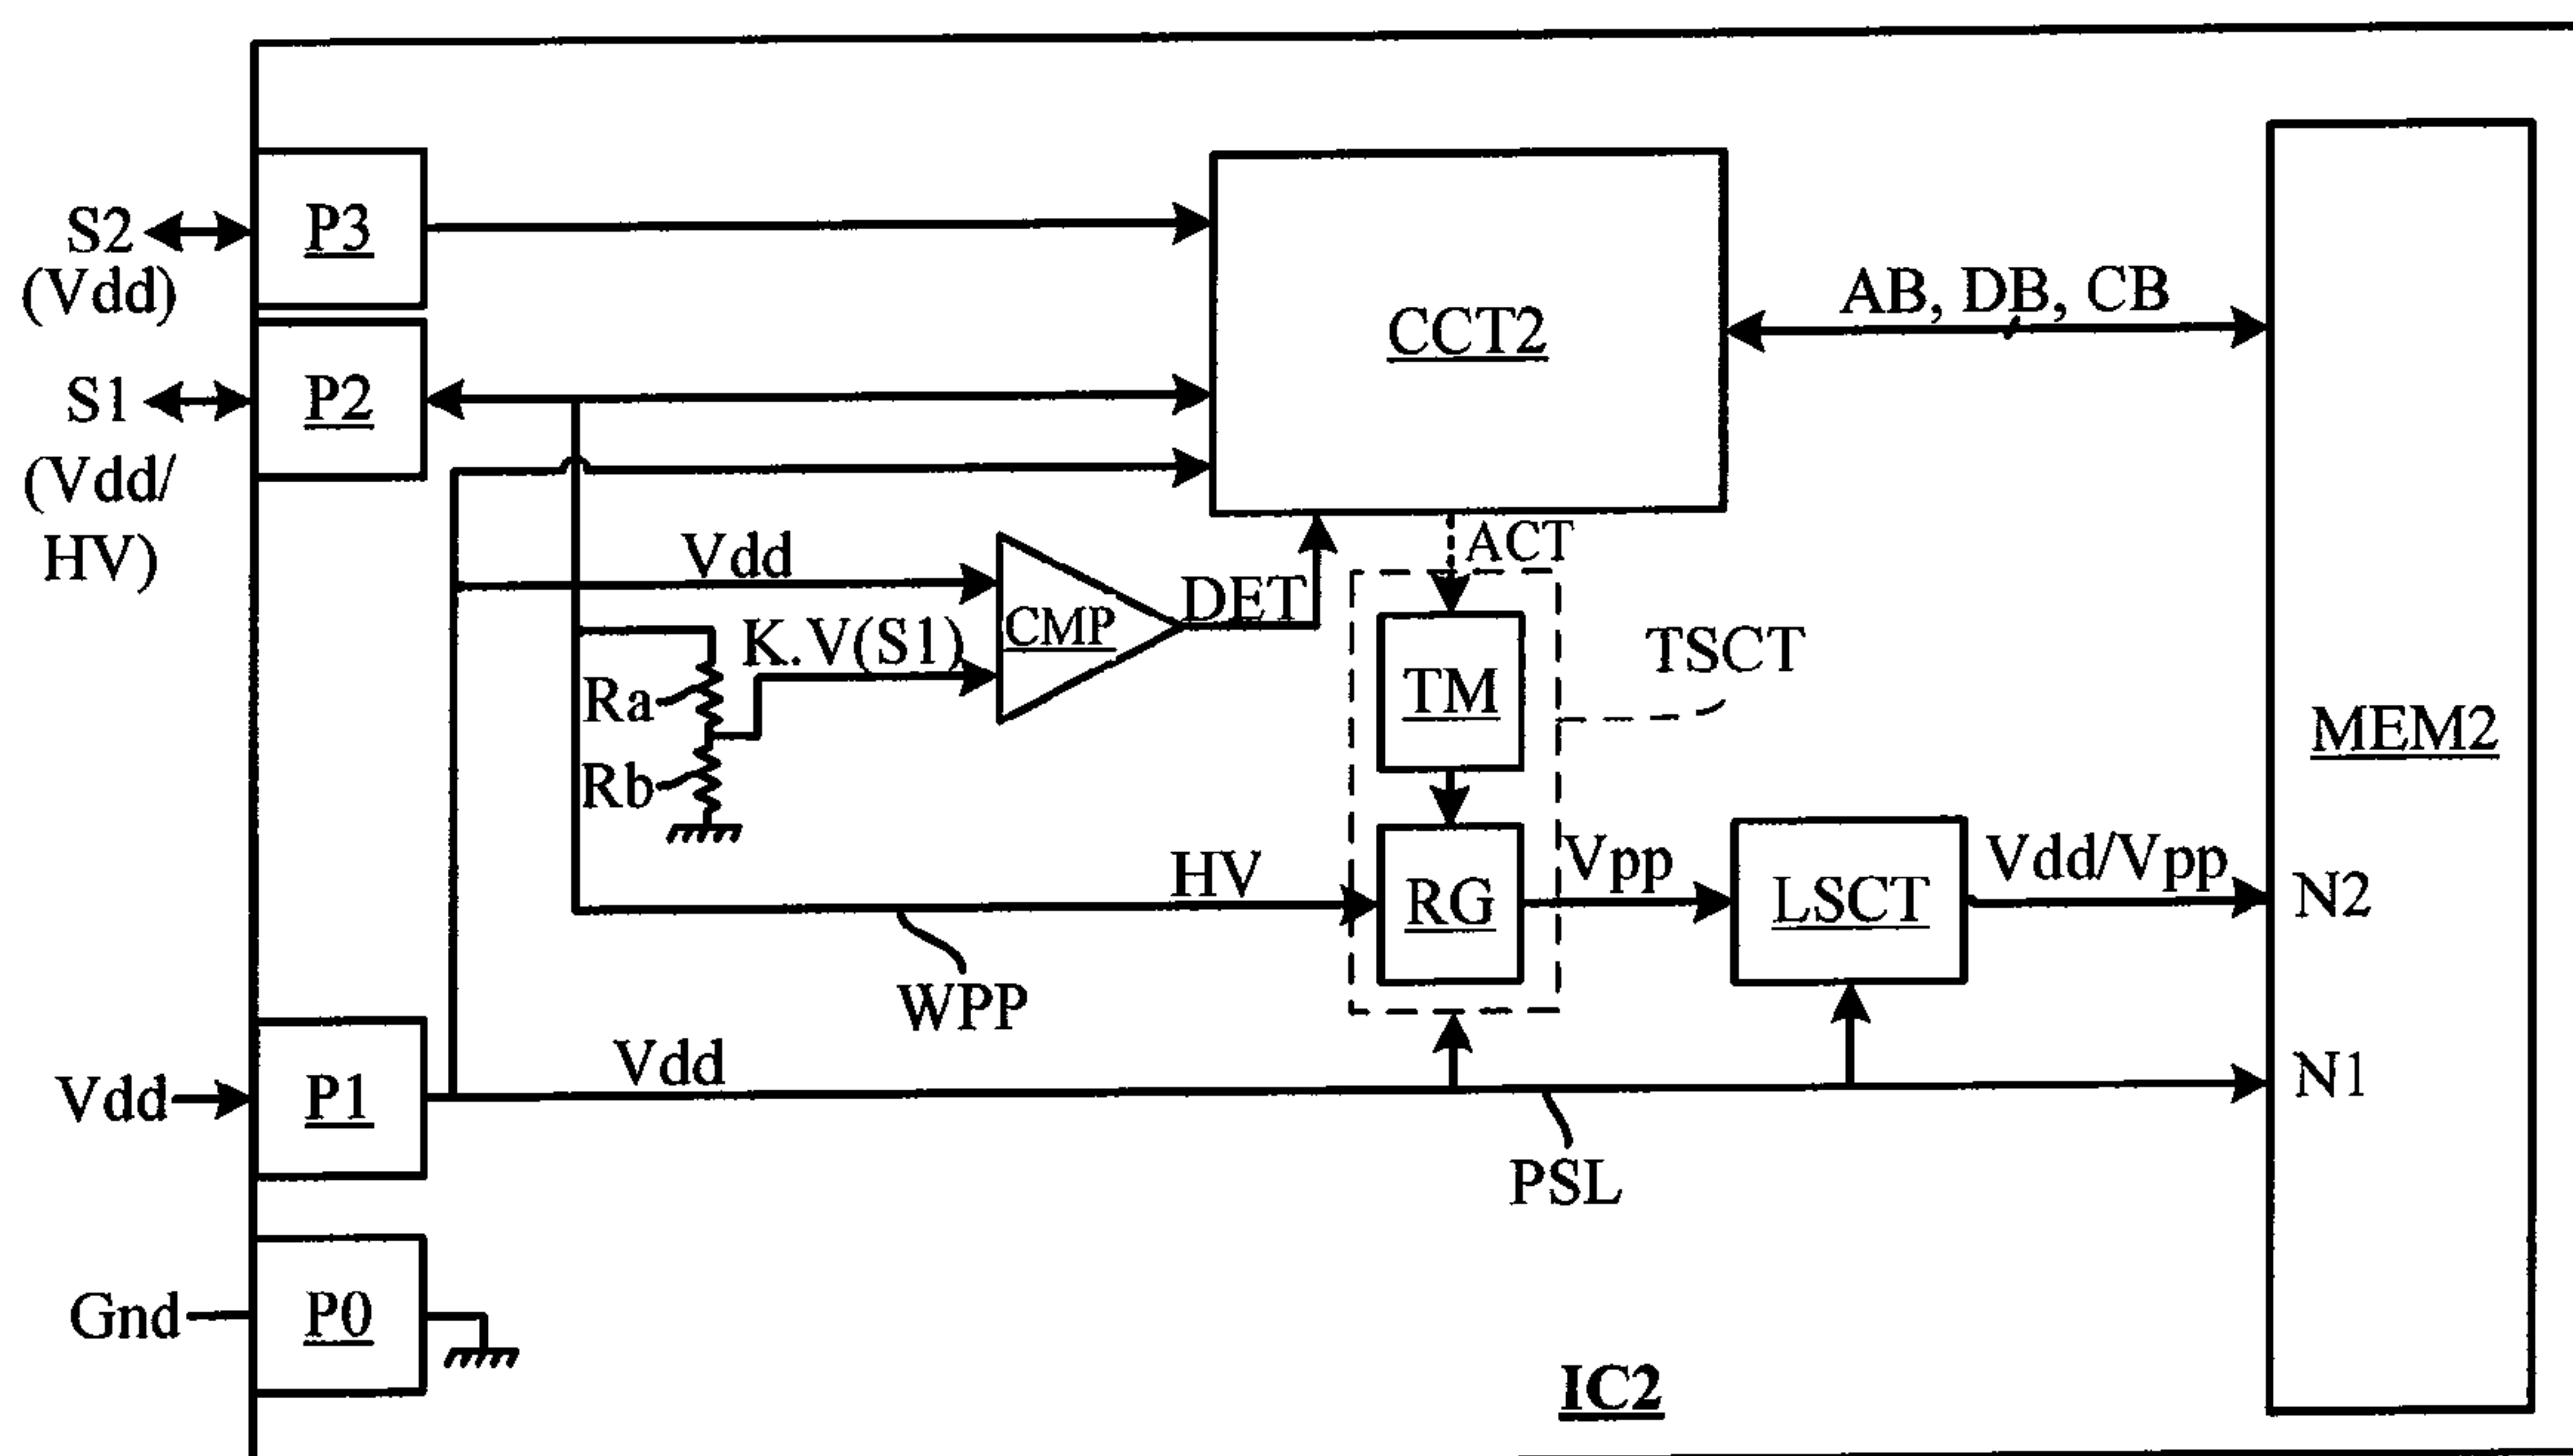 S2
(Vdd)
P3
S1
(Vdd/
HV)
P2
CCT2
AB, DB, CB
Vdd
CMP
DET
ACT
K.V(S1)
Ra
Rb
TM
TSCT
MEM2
HV
RG
Vpp
LSCT
Vdd/Vpp
N2
WPP
Vdd
P1
Vdd
N1
PSL
Gnd
P0
IC2